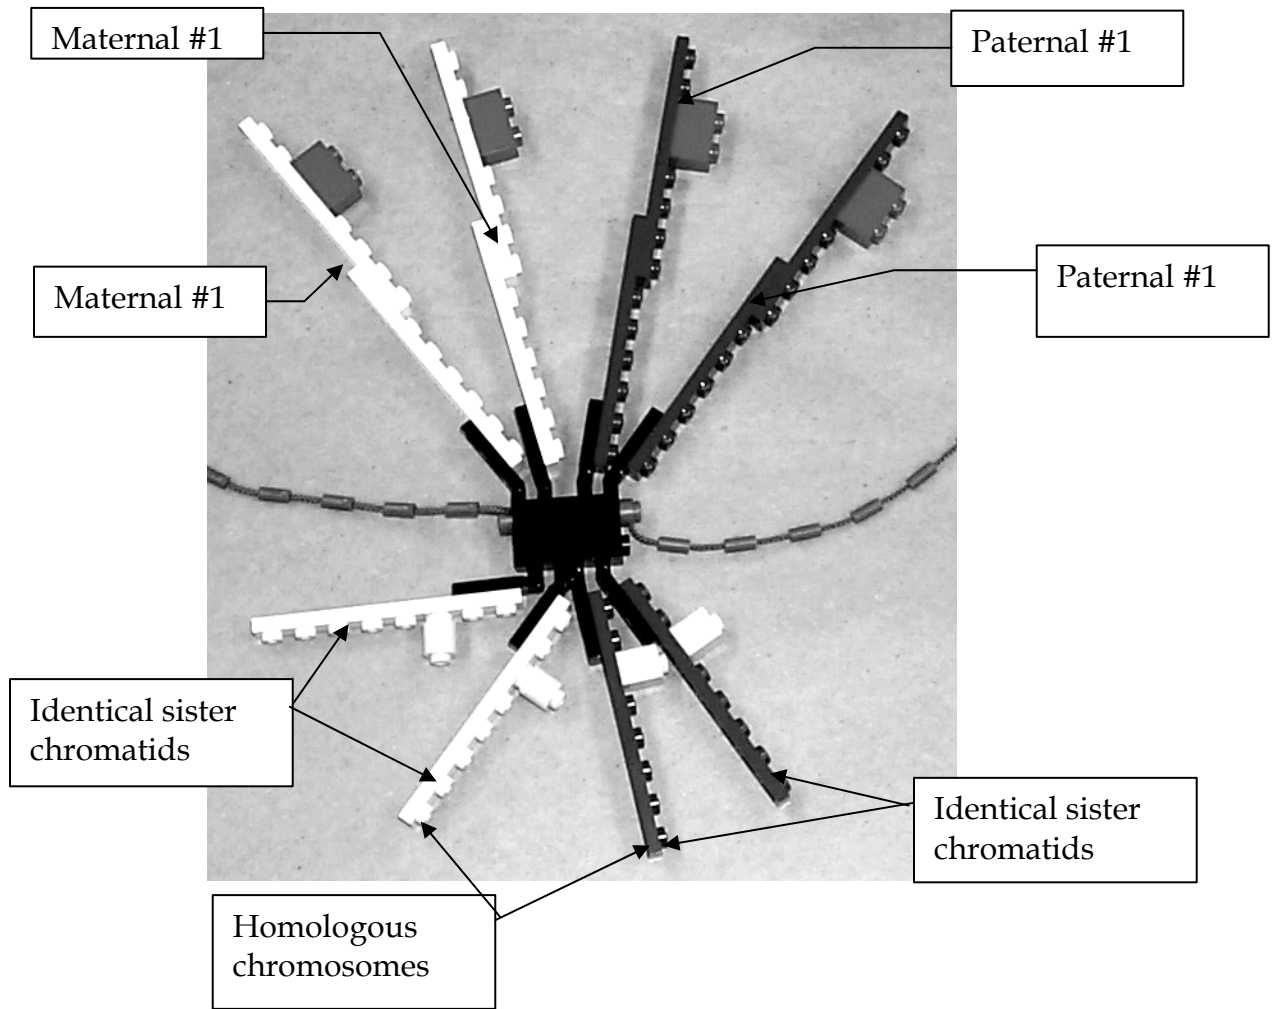 Maternal #1
Paternal #1
Maternal #1
Paternal #1
Identical sister
chromatids
Identical sister
chromatids
Homologous
chromosomes